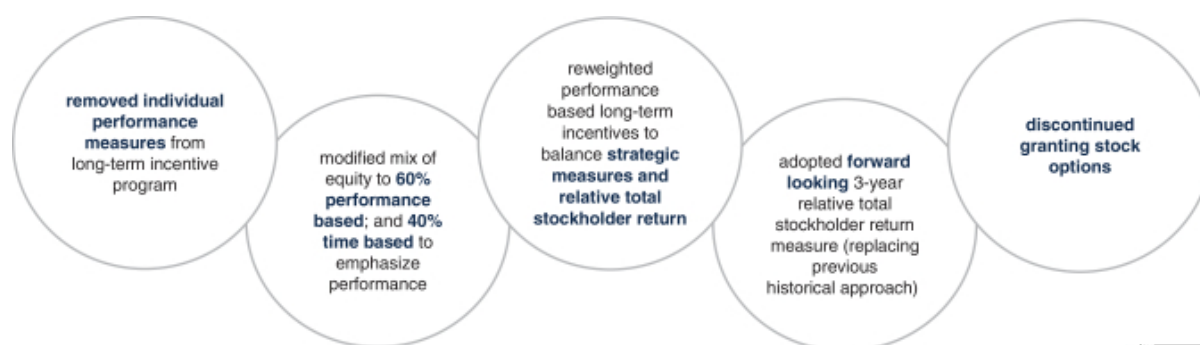 removed individual
performance
measures from
long-term incentive
program
modified mix of
equity to 60%
performance
based; and 40%
time based to
emphasize
performance
reweighted
performance
based long-term
incentives to
balance strategic
measures and
relative total
stockholder return
adopted forward
looking 3-year
relative total
stockholder return
measure (replacing
previous
historical approach)
discontinued
granting stock
options